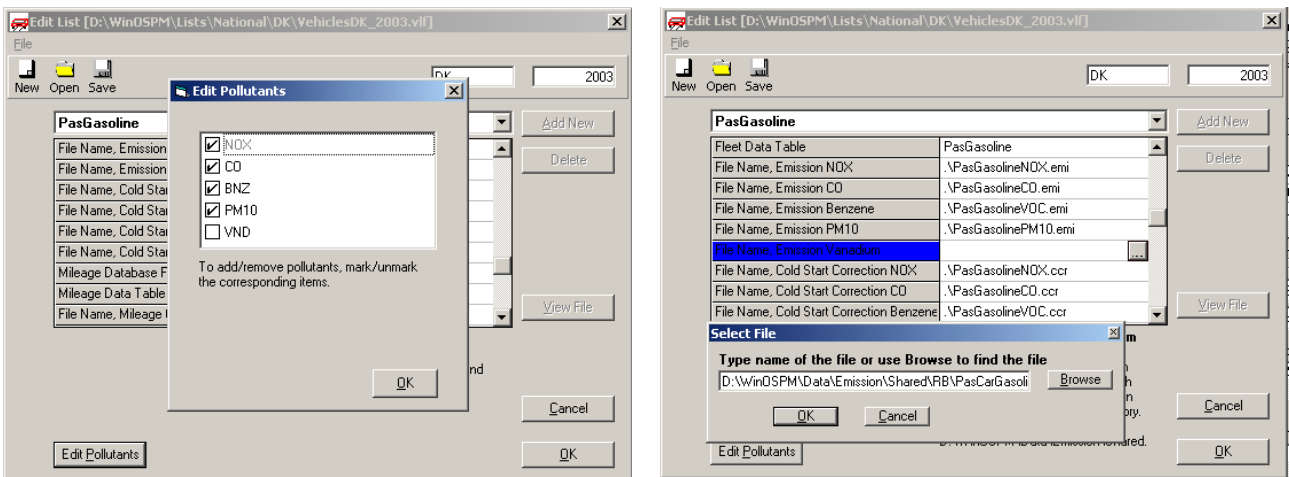 Edit List [D:\WinOSPM\Lists\National\DK\VehiclesDK_2003.vlf]
File
New Open Save
DK
2003
PasGasoline
Add New
Delete
View File
Cancel
OK
File Name, Emission
File Name, Emission
File Name, Cold Star
File Name, Cold Star
File Name, Cold Star
File Name, Cold Star
Mileage Database F
Mileage Data Table
File Name, Mileage
nd
Edit Pollutants
Edit Pollutants
NOX
CO
BNZ
PM10
VND
To add/remove pollutants, mark/unmark
the corresponding items.
OK
Edit List [D:\WinOSPM\Lists\National\DK\VehiclesDK_2003.vlf]
File
New Open Save
DK
2003
PasGasoline
Add New
Delete
View File
Cancel
OK
Fleet Data Table PasGasoline
File Name, Emission NOX .\PasGasolineNOX.emi
File Name, Emission CO .\PasGasolineCO.emi
File Name, Emission Benzene .\PasGasolineVOC.emi
File Name, Emission PM10 .\PasGasolinePM10.emi
File Name, Emission Vanadium ...
File Name, Cold Start Correction NOX .\PasGasolineNOX.ccr
File Name, Cold Start Correction CO .\PasGasolineCO.ccr
File Name, Cold Start Correction Benzene .\PasGasolineVOC.ccr
Select File
Type name of the file or use Browse to find the file
D:\WinOSPM\Data\Emission\Shared\RB\PasCarGasoli
Browse
OK
Cancel
m
n
h
n
ory.
Edit Pollutants